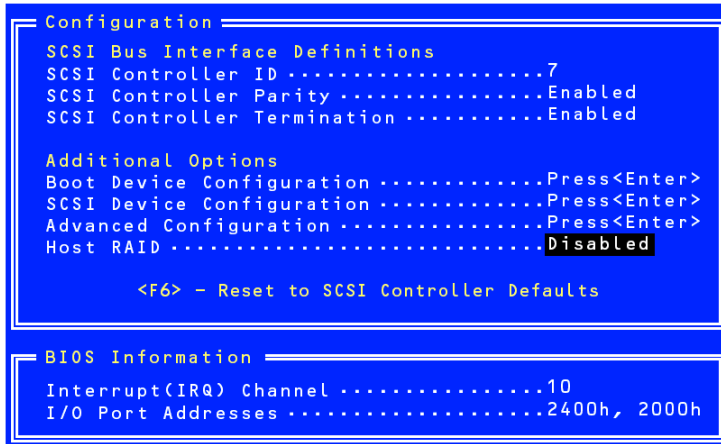 Configuration
SCSI Bus Interface Definitions
SCSI Controller ID ····················7
SCSI Controller Parity ················Enabled
SCSI Controller Termination ···········Enabled
Additional Options
Boot Device Configuration ·············Press<Enter>
SCSI Device Configuration ·············Press<Enter>
Advanced Configuration ················Press<Enter>
Host RAID ·····························Disabled
<F6> – Reset to SCSI Controller Defaults
BIOS Information
Interrupt(IRQ) Channel ················10
I/O Port Addresses ····················2400h, 2000h